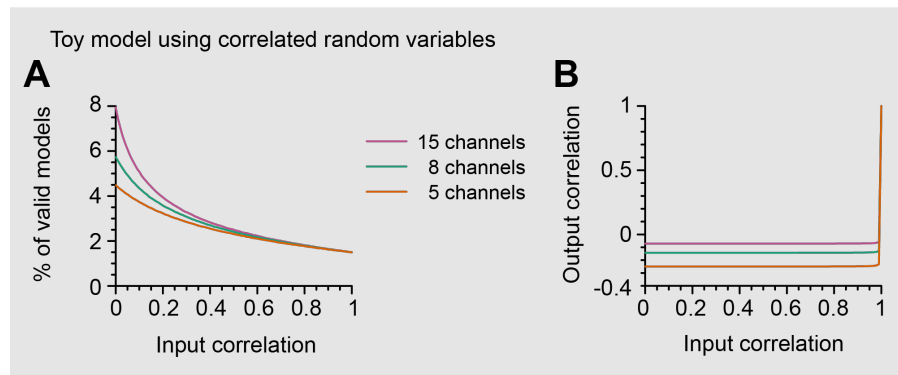 Toy model using correlated random variables
A
% of valid models
8
6
4
2
0
0 0.2 0.4 0.6 0.8 1
Input correlation
15 channels
8 channels
5 channels
B
Output correlation
1
0.5
0
-0.4
0 0.2 0.4 0.6 0.8 1
Input correlation